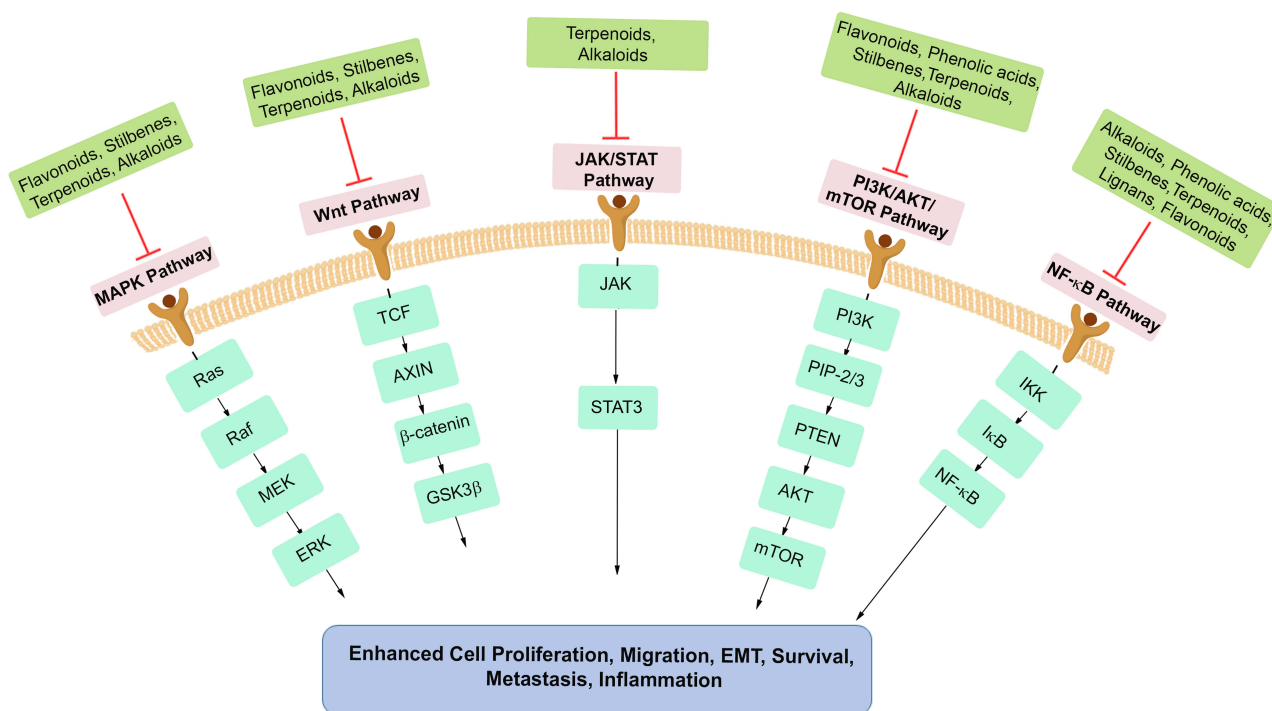 Flavonoids, Stilbenes,
Terpenoids, Alkaloids
MAPK Pathway
Ras
Raf
MEK
ERK
Flavonoids, Stilbenes,
Terpenoids, Alkaloids
Wnt Pathway
TCF
AXIN
β-catenin
GSK3β
Terpenoids,
Alkaloids
JAK/STAT
Pathway
JAK
STAT3
Flavonoids, Phenolic acids,
Stilbenes,Terpenoids,
Alkaloids
PI3K/AKT/
mTOR Pathway
PI3K
PIP-2/3
PTEN
AKT
mTOR
Alkaloids, Phenolic acids,
Stilbenes,Terpenoids,
Lignans, Flavonoids
NF-κB Pathway
IKK
IκB
NF-κB
Enhanced Cell Proliferation, Migration, EMT, Survival,
Metastasis, Inflammation